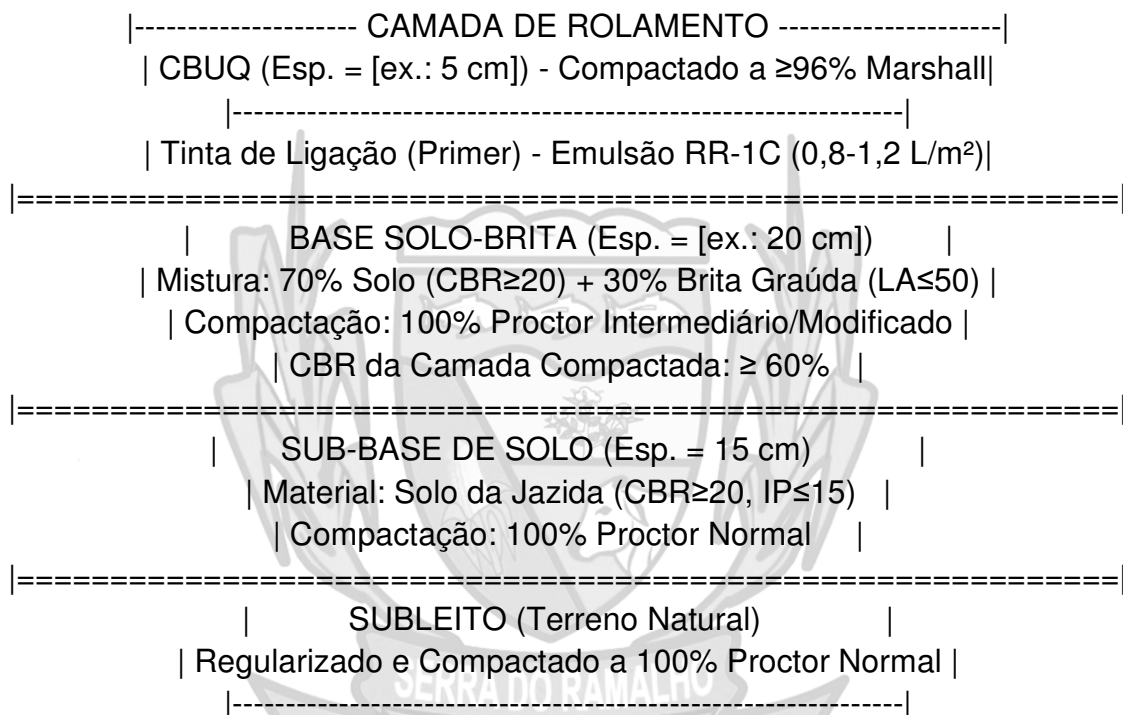 |--------------------- CAMADA DE ROLAMENTO ---------------------|
| CBUQ (Esp. = [ex.: 5 cm]) - Compactado a ≥96% Marshall|
|----------------------------------------------------------------|
| Tinta de Ligação (Primer) - Emulsão RR-1C (0,8-1,2 L/m²)|
|============================================================|
| BASE SOLO-BRITA (Esp. = [ex.: 20 cm]) |
| Mistura: 70% Solo (CBR≥20) + 30% Brita Graúda (LA≤50) |
| Compactação: 100% Proctor Intermediário/Modificado |
| CBR da Camada Compactada: ≥ 60% |
|============================================================|
| SUB-BASE DE SOLO (Esp. = 15 cm) |
| Material: Solo da Jazida (CBR≥20, IP≤15) |
| Compactação: 100% Proctor Normal |
|============================================================|
| SUBLEITO (Terreno Natural) |
| Regularizado e Compactado a 100% Proctor Normal |
SERRA DO RAMALHO
|----------------------------------------------------------------|